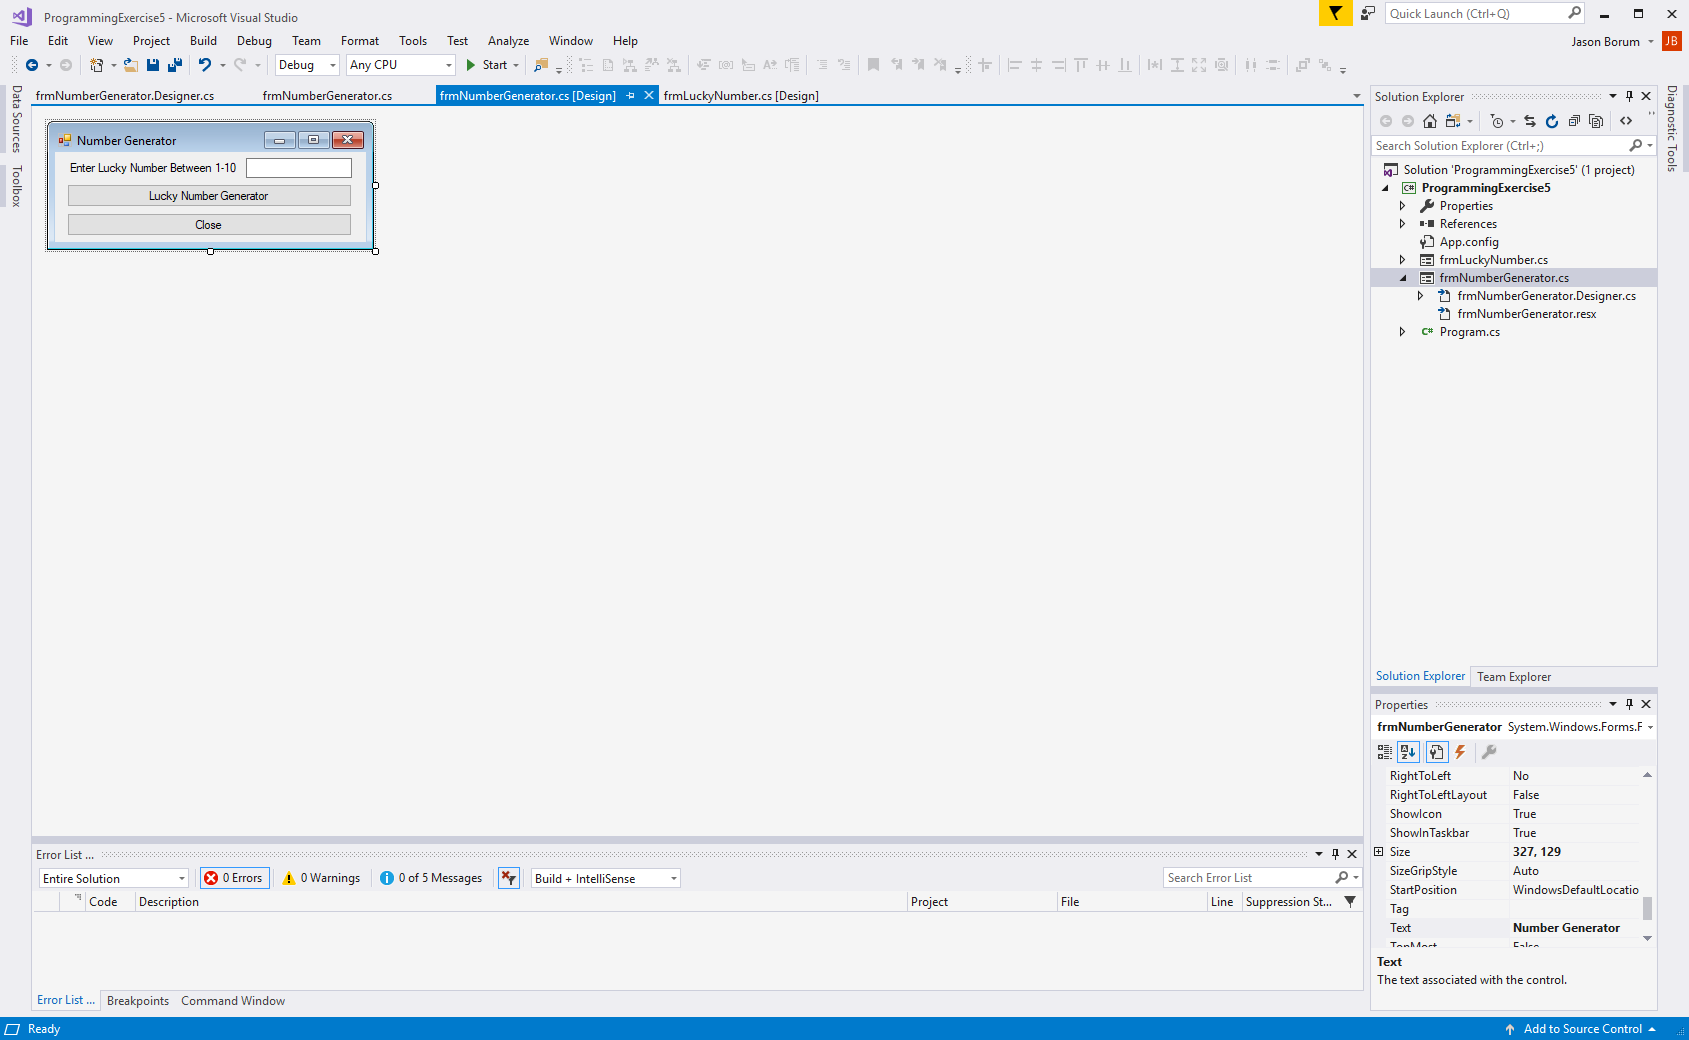 ProgrammingExercise5 - Microsoft Visual Studio
Quick Launch (Ctrl+Q)
File Edit View Project Build Debug Team Format Tools Test Analyze Window Help
Jason Borum JB
Debug Any CPU Start
Data Sources
Toolbox
frmNumberGenerator.Designer.cs frmNumberGenerator.cs frmNumberGenerator.cs [Design] frmLuckyNumber.cs [Design]
Number Generator
Enter Lucky Number Between 1-10
Lucky Number Generator
Close
Solution Explorer
Search Solution Explorer (Ctrl+;)
Solution 'ProgrammingExercise5' (1 project)
C# ProgrammingExercise5
Properties
References
App.config
frmLuckyNumber.cs
frmNumberGenerator.cs
frmNumberGenerator.Designer.cs
frmNumberGenerator.resx
C# Program.cs
Diagnostic Tools
Solution Explorer Team Explorer
Properties
frmNumberGenerator System.Windows.Forms.F
RightToLeft No
RightToLeftLayout False
ShowIcon True
ShowInTaskbar True
Size 327, 129
SizeGripStyle Auto
StartPosition WindowsDefaultLocatio
Tag
Text Number Generator
TopMost False
Text
The text associated with the control.
Error List ...
Entire Solution 0 Errors 0 Warnings 0 of 5 Messages Build + IntelliSense Search Error List
Code Description Project File Line Suppression St...
Error List ... Breakpoints Command Window
Ready Add to Source Control